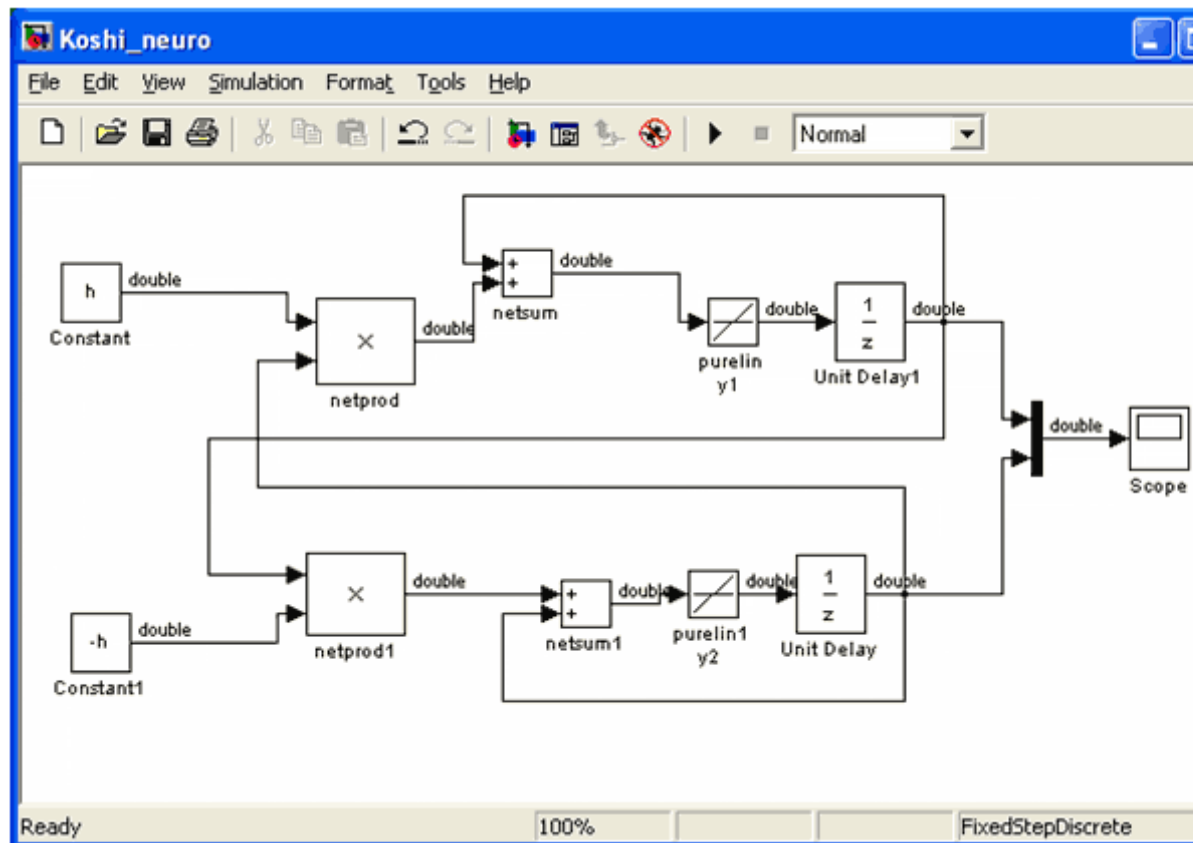 Koshi_neuro
File Edit View Simulation Format Tools Help
Normal
h
double
Constant
×
double
netprod
+
+
double
netsum
purelin
y1
double
1
z
double
Unit Delay1
double
Scope
-h
double
Constant1
×
double
netprod1
+
+
double
netsum1
purelin1
y2
double
1
z
double
Unit Delay
Ready 100% FixedStepDiscrete